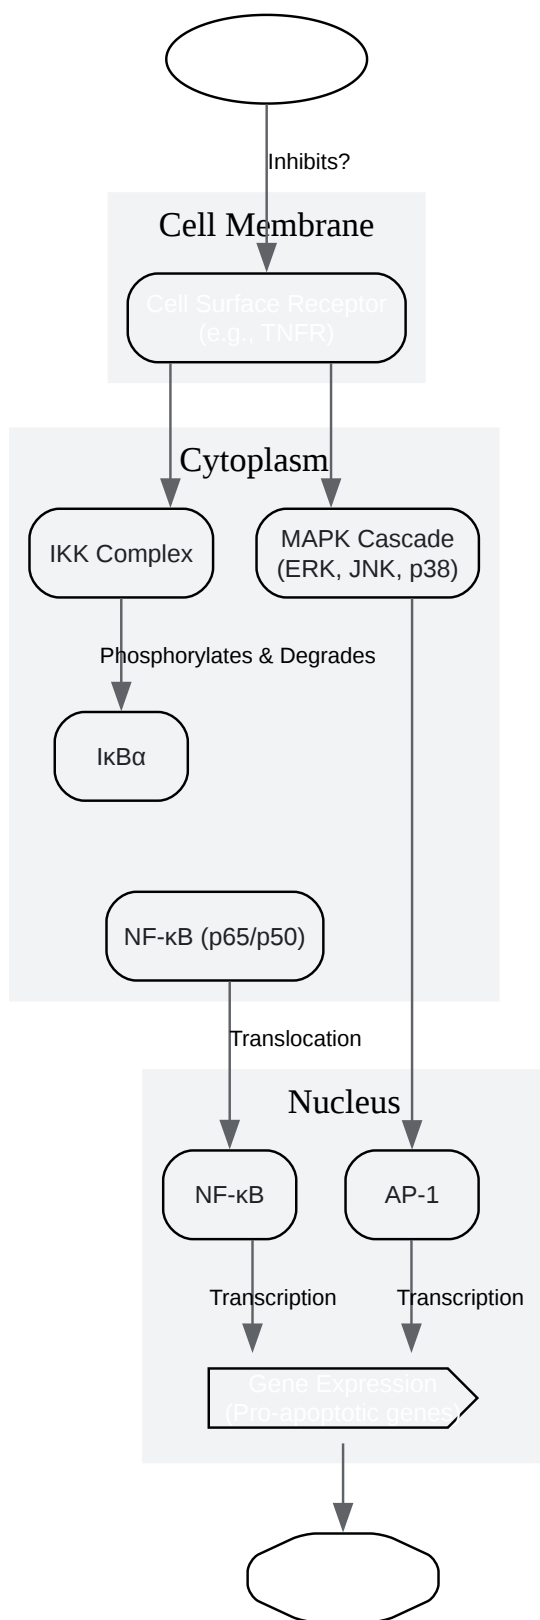 Inhibits?
Cell Membrane
Cell Surface Receptor
(e.g., TNFR)
Cytoplasm
IKK Complex
MAPK Cascade
(ERK, JNK, p38)
Phosphorylates & Degrades
IκBα
NF-κB (p65/p50)
Translocation
Nucleus
NF-κB
AP-1
Transcription
Transcription
Gene Expression
(Pro-apoptotic genes)